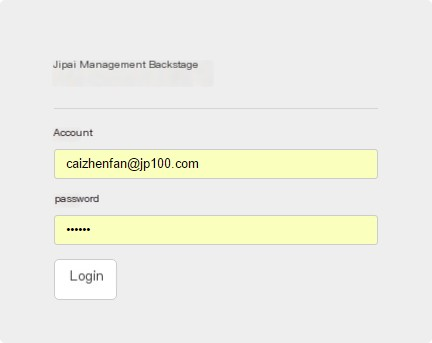 Jipai Management Backstage
Account
caizhenfan@jp100.com
password
••••••
Login